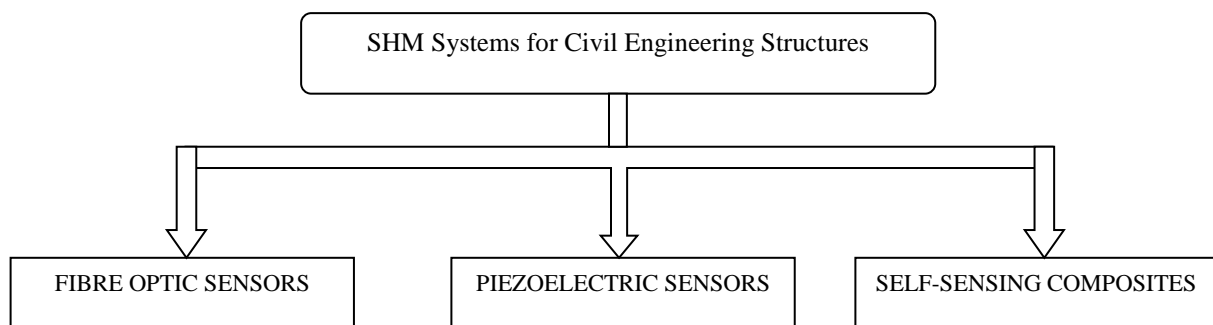 SHM Systems for Civil Engineering Structures
FIBRE OPTIC SENSORS
PIEZOELECTRIC SENSORS
SELF-SENSING COMPOSITES